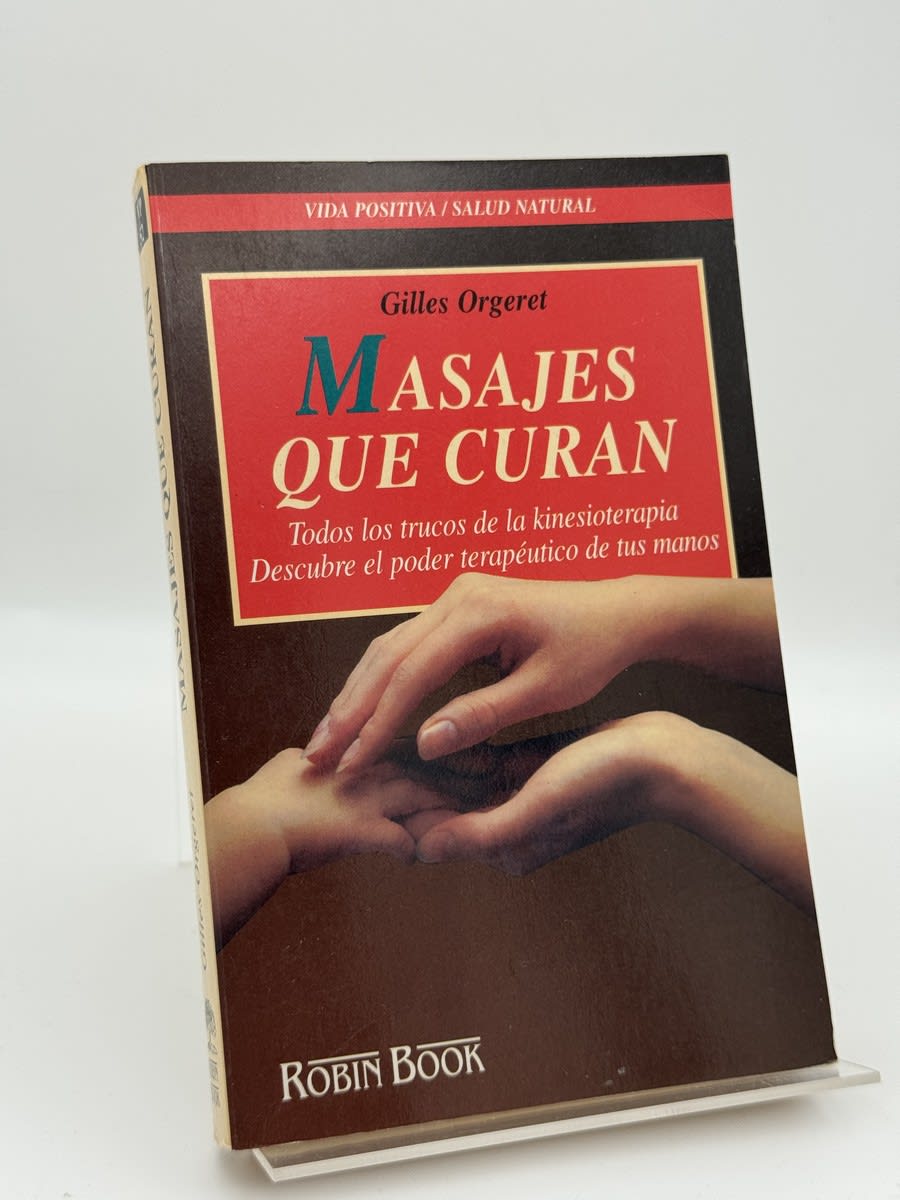 VIDA POSITIVA / SALUD NATURAL
Gilles Orgeret
MASAJES
QUE CURAN
Todos los trucos de la kinesioterapia
Descubre el poder terapéutico de tus manos
ROBIN BOOK
MASAJES QUE CURAN
Gilles Orgeret